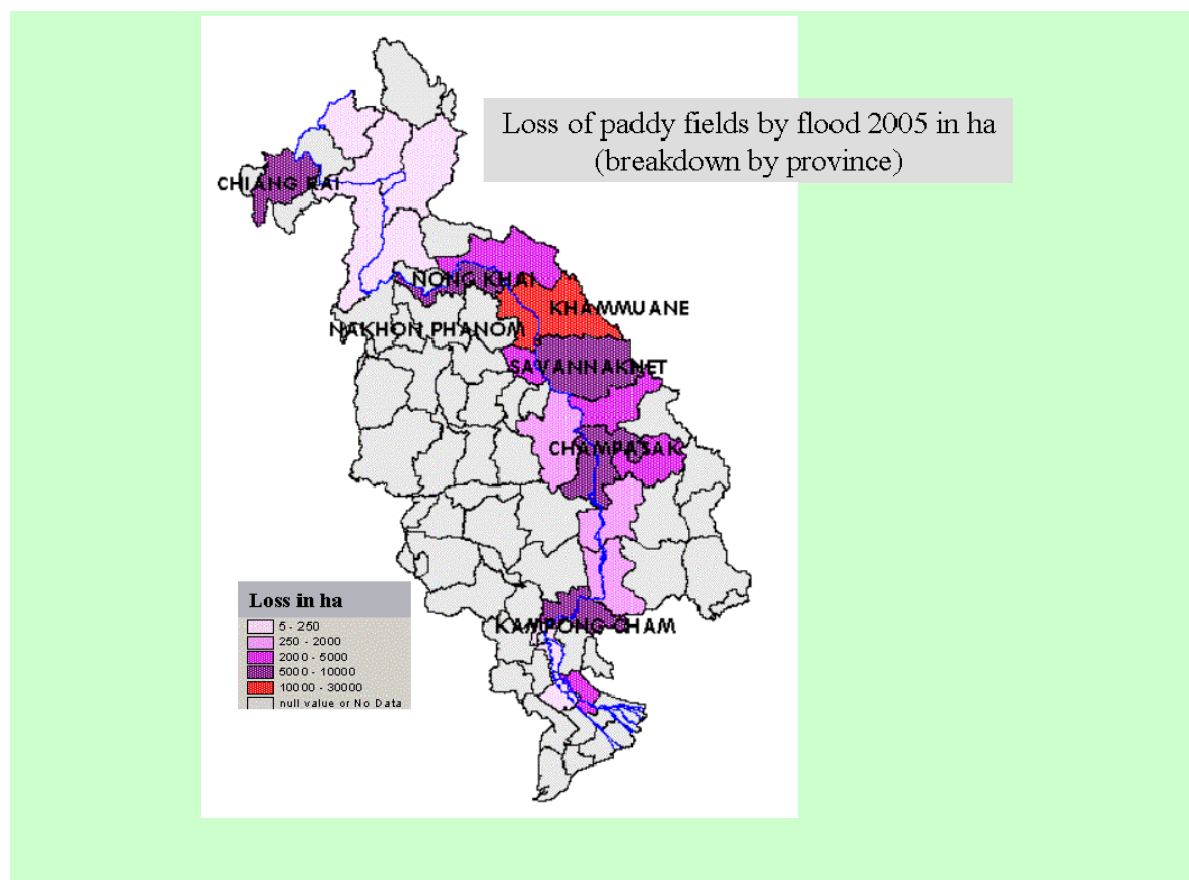 Loss of paddy fields by flood 2005 in ha
(breakdown by province)
CHIANG RAI
NONG KHAI
KHAMMUANE
NAKHON PHANOM
SAVANNAKHET
CHAMPASAK
KAMPONG CHAM
Loss in ha
5 - 250
250 - 2000
2000 - 5000
5000 - 10000
10000 - 30000
null value or No Data